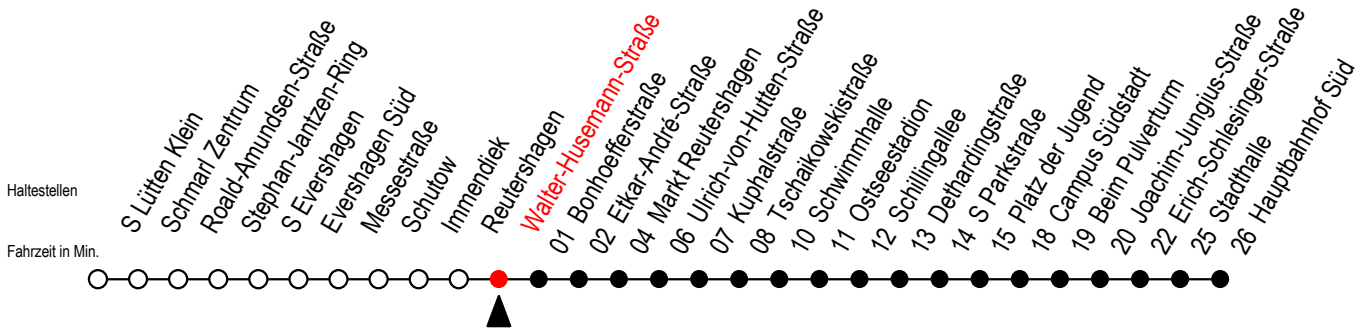 Haltestellen
Fahrzeit in Min.
S Lütten Klein
Schmarl Zentrum
Roald-Amundsen-Straße
Stephan-Jantzen-Ring
S Evershagen
Evershagen Süd
Messestraße
Schutow
Immendiek
Reutershagen
Walter-Husemann-Straße
01 Bonhoefferstraße
02 Etkar-André-Straße
04 Markt Reutershagen
06 Ulrich-von-Hutten-Straße
07 Kuphalstraße
08 Tschaikowskistraße
10 Schwimmhalle
11 Ostseestadion
12 Schillingallee
13 Dethardingstraße
14 S Parkstraße
15 Platz der Jugend
18 Campus Südstadt
19 Beim Pulverturm
20 Joachim-Jungius-Straße
22 Erich-Schlesinger-Straße
25 Stadthalle
26 Hauptbahnhof Süd